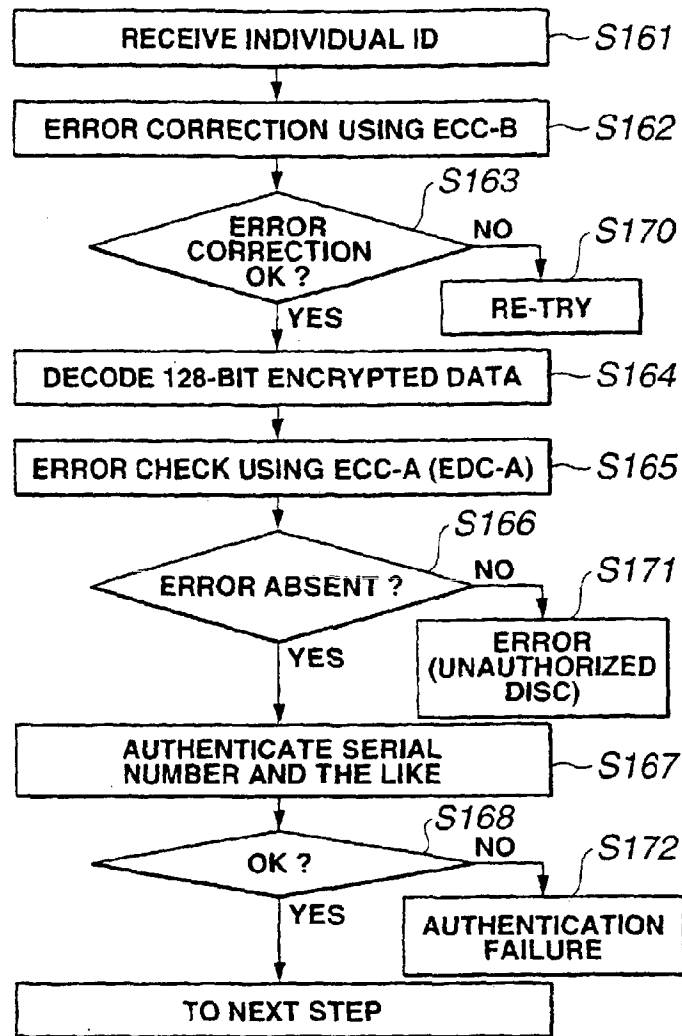 RECEIVE INDIVIDUAL ID
S161
ERROR CORRECTION USING ECC-B
S162
S163
ERROR
CORRECTION
OK ?
NO
S170
RE-TRY
YES
DECODE 128-BIT ENCRYPTED DATA
S164
ERROR CHECK USING ECC-A (EDC-A)
S165
S166
ERROR ABSENT ?
NO
S171
ERROR
(UNAUTHORIZED
DISC)
YES
AUTHENTICATE SERIAL
NUMBER AND THE LIKE
S167
S168
OK ?
NO
S172
AUTHENTICATION
FAILURE
YES
TO NEXT STEP